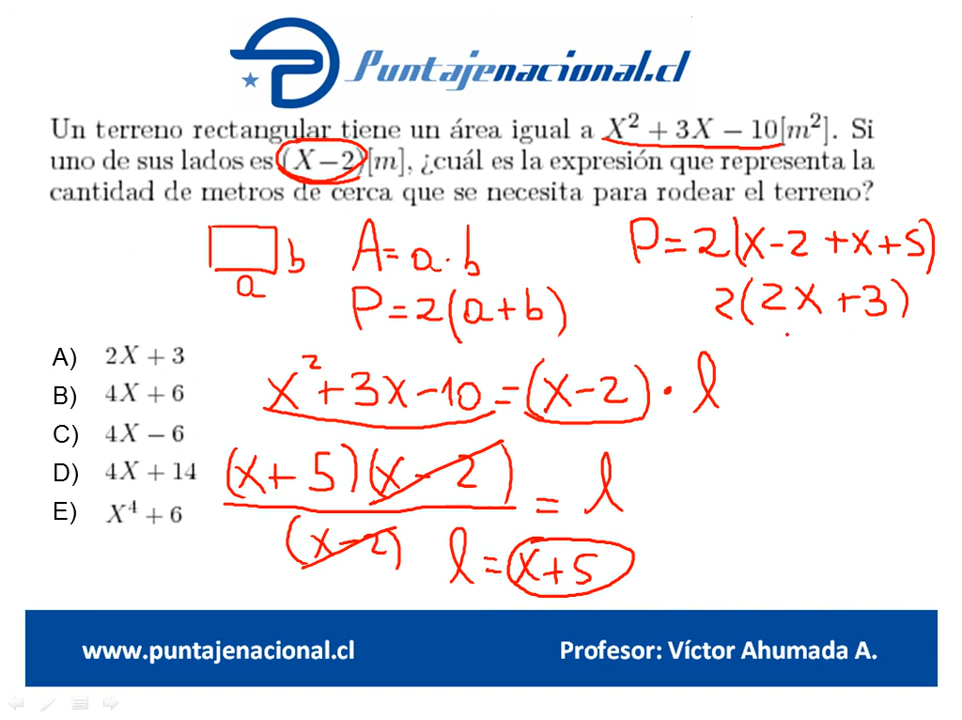 Puntajenacional.cl
Un terreno rectangular tiene un área igual a X² + 3X − 10[m²]. Si
uno de sus lados es (X − 2)[m], ¿cuál es la expresión que representa la
cantidad de metros de cerca que se necesita para rodear el terreno?
b
a
A = a · b
P = 2(a + b)
P = 2(x − 2 + x + 5)
2(2x + 3)
A) 2X + 3
B) 4X + 6
C) 4X − 6
D) 4X + 14
E) X⁴ + 6
x² + 3x − 10 = (x − 2) · l
(x + 5)(x − 2) = l
(x − 2)
l = x + 5
www.puntajenacional.cl
Profesor: Víctor Ahumada A.